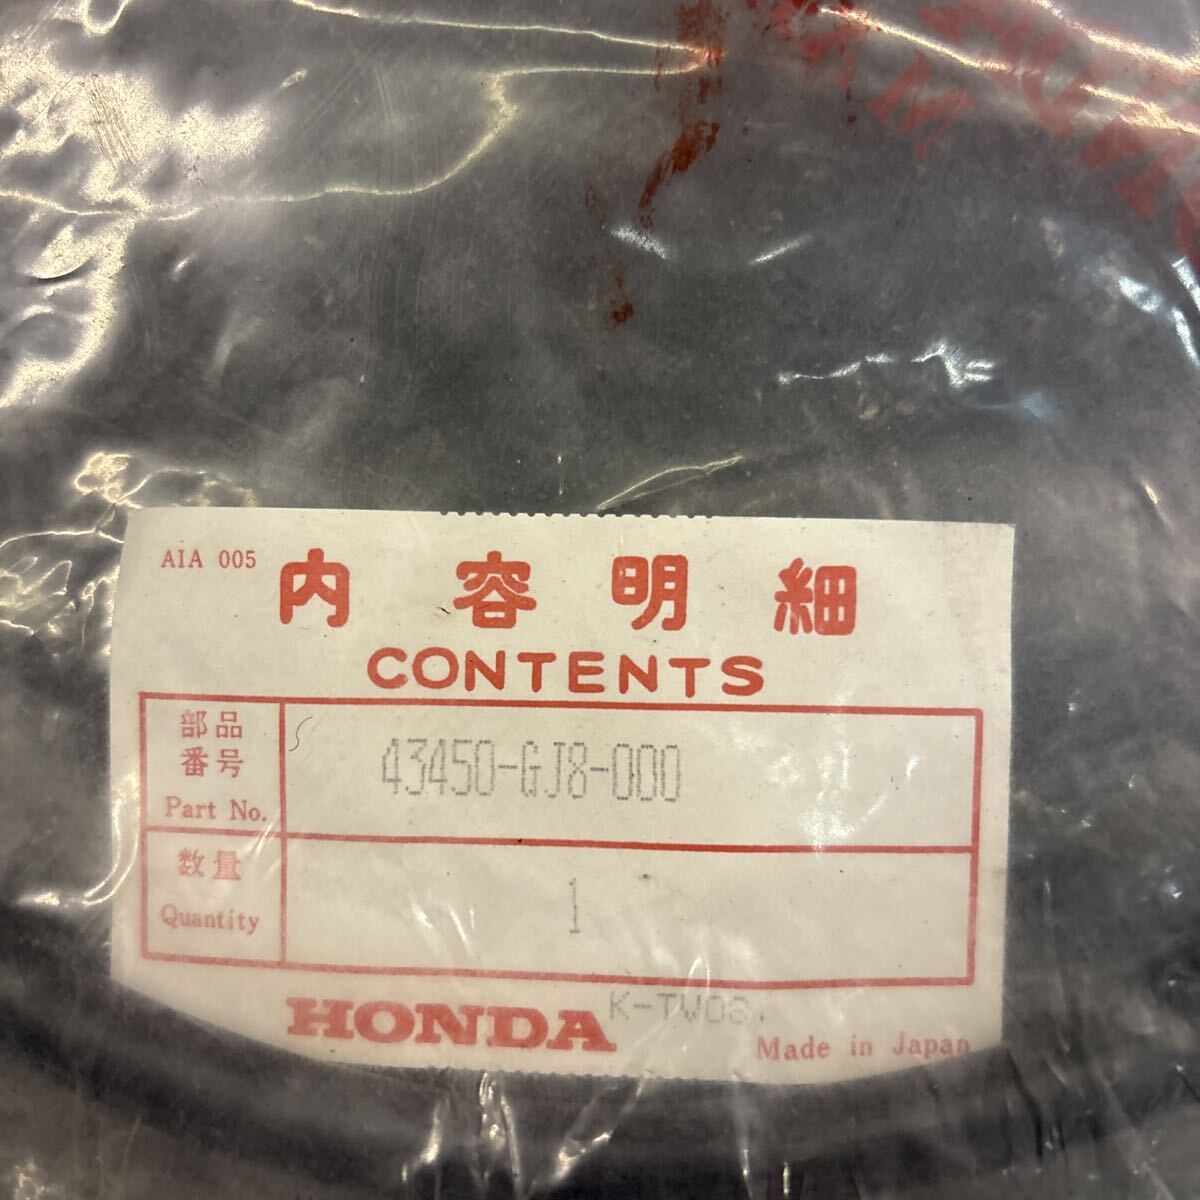 AIA 005
内容明細
CONTENTS
部品
番号
Part No.
43450-GJ8-000
数量
Quantity
1
HONDA
Made in Japan